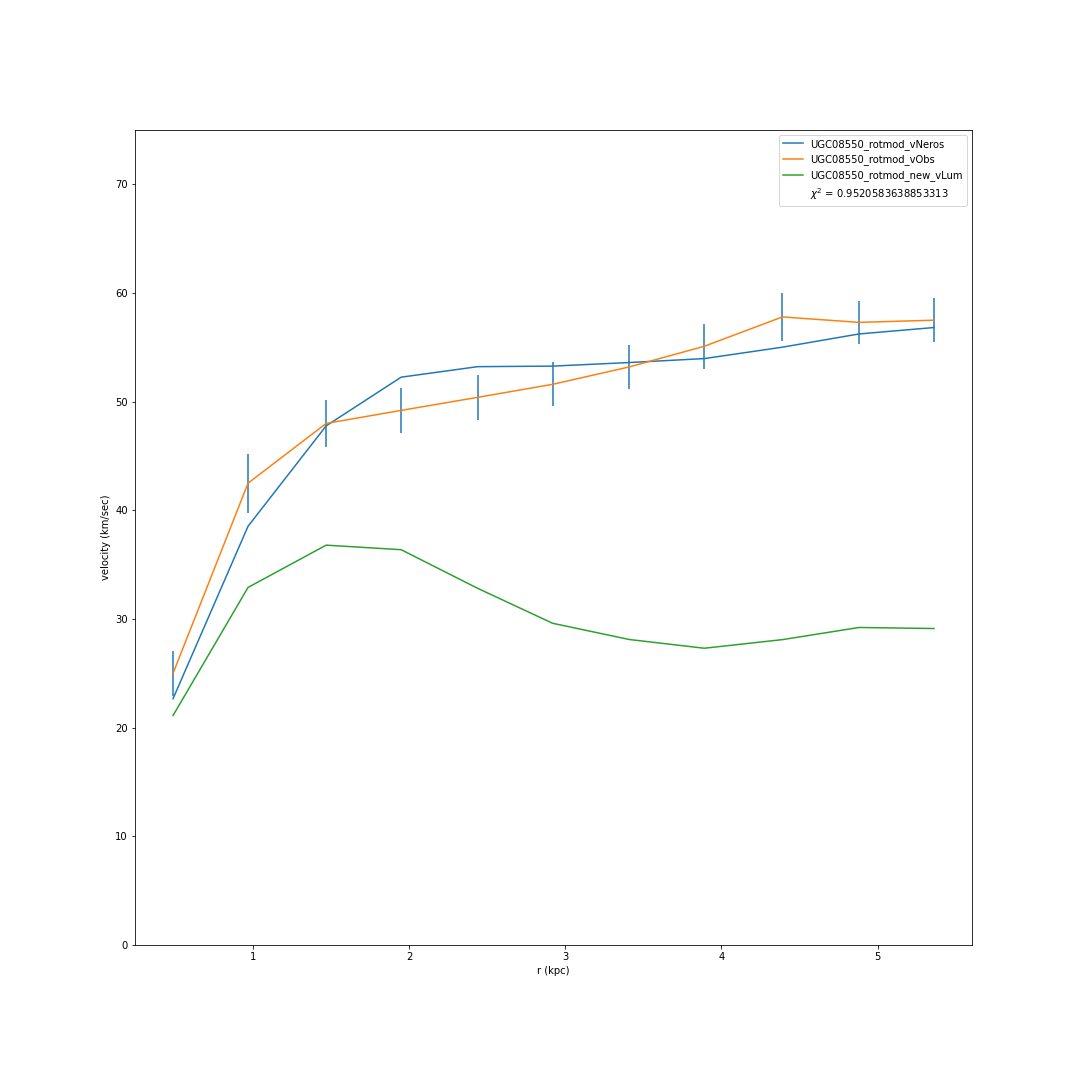 UGC08550_rotmod_vNeros
UGC08550_rotmod_vObs
UGC08550_rotmod_new_vLum
χ² = 0.9520583638853313
70
60
50
40
30
20
10
0
velocity (km/sec)
1 2 3 4 5
r (kpc)